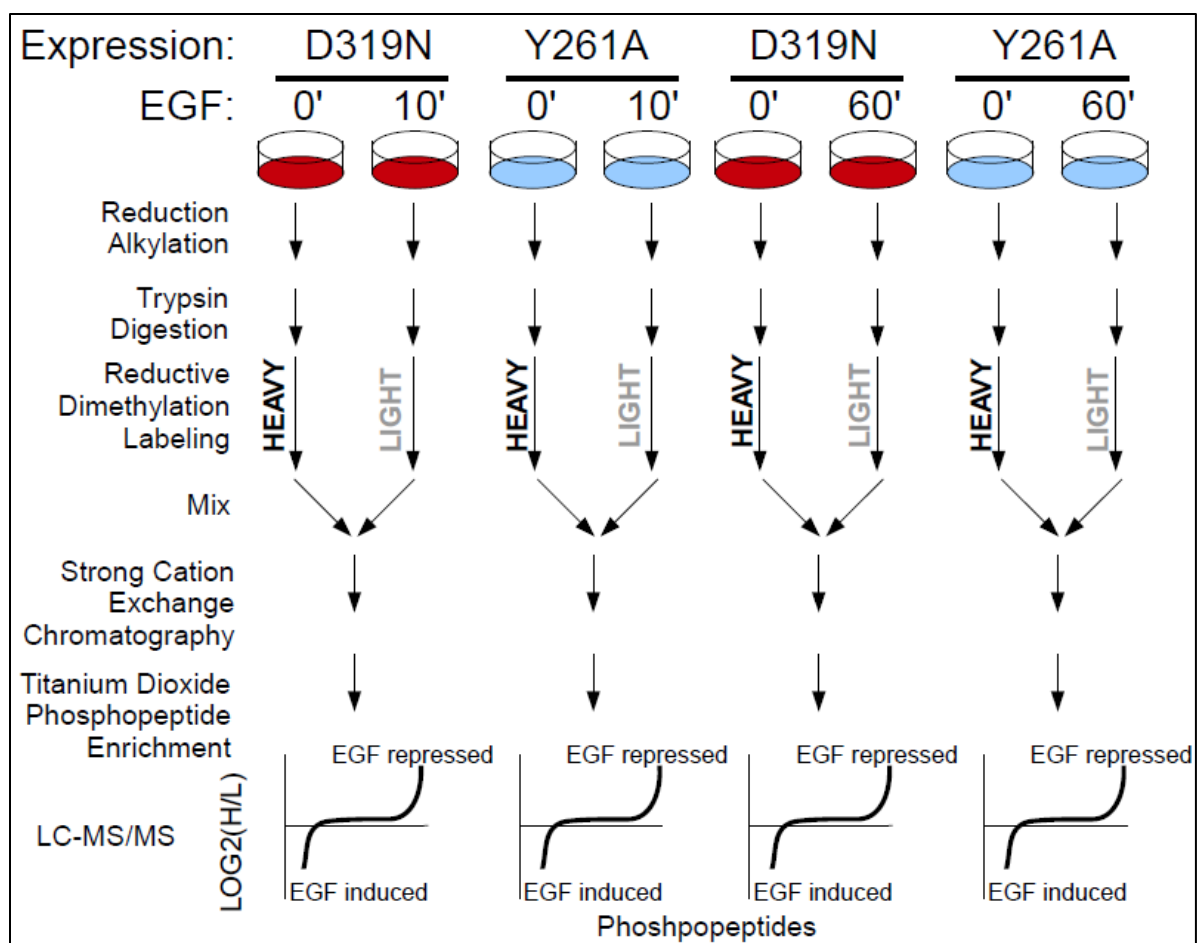 Expression: D319N Y261A D319N Y261A
EGF: 0' 10' 0' 10' 0' 60' 0' 60'
Reduction
Alkylation
Trypsin
Digestion
Reductive
Dimethylation
Labeling
HEAVY LIGHT HEAVY LIGHT HEAVY LIGHT HEAVY LIGHT
Mix
Strong Cation
Exchange
Chromatography
Titanium Dioxide
Phosphopeptide
Enrichment
EGF repressed EGF repressed EGF repressed EGF repressed
LC-MS/MS
LOG2(H/L)
EGF induced EGF induced EGF induced EGF induced
Phoshpopeptides